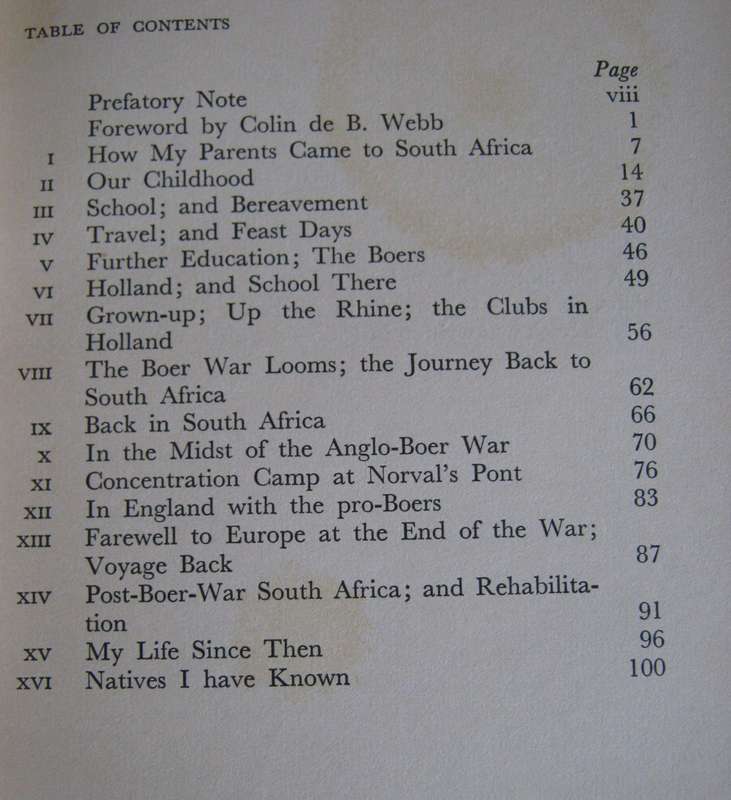 TABLE OF CONTENTS
Page
Prefatory Note viii
Foreword by Colin de B. Webb 1
I How My Parents Came to South Africa 7
II Our Childhood 14
III School; and Bereavement 37
IV Travel; and Feast Days 40
V Further Education; The Boers 46
VI Holland; and School There 49
VII Grown-up; Up the Rhine; the Clubs in
Holland 56
VIII The Boer War Looms; the Journey Back to
South Africa 62
IX Back in South Africa 66
X In the Midst of the Anglo-Boer War 70
XI Concentration Camp at Norval's Pont 76
XII In England with the pro-Boers 83
XIII Farewell to Europe at the End of the War;
Voyage Back 87
XIV Post-Boer-War South Africa; and Rehabilita-
tion 91
XV My Life Since Then 96
XVI Natives I have Known 100